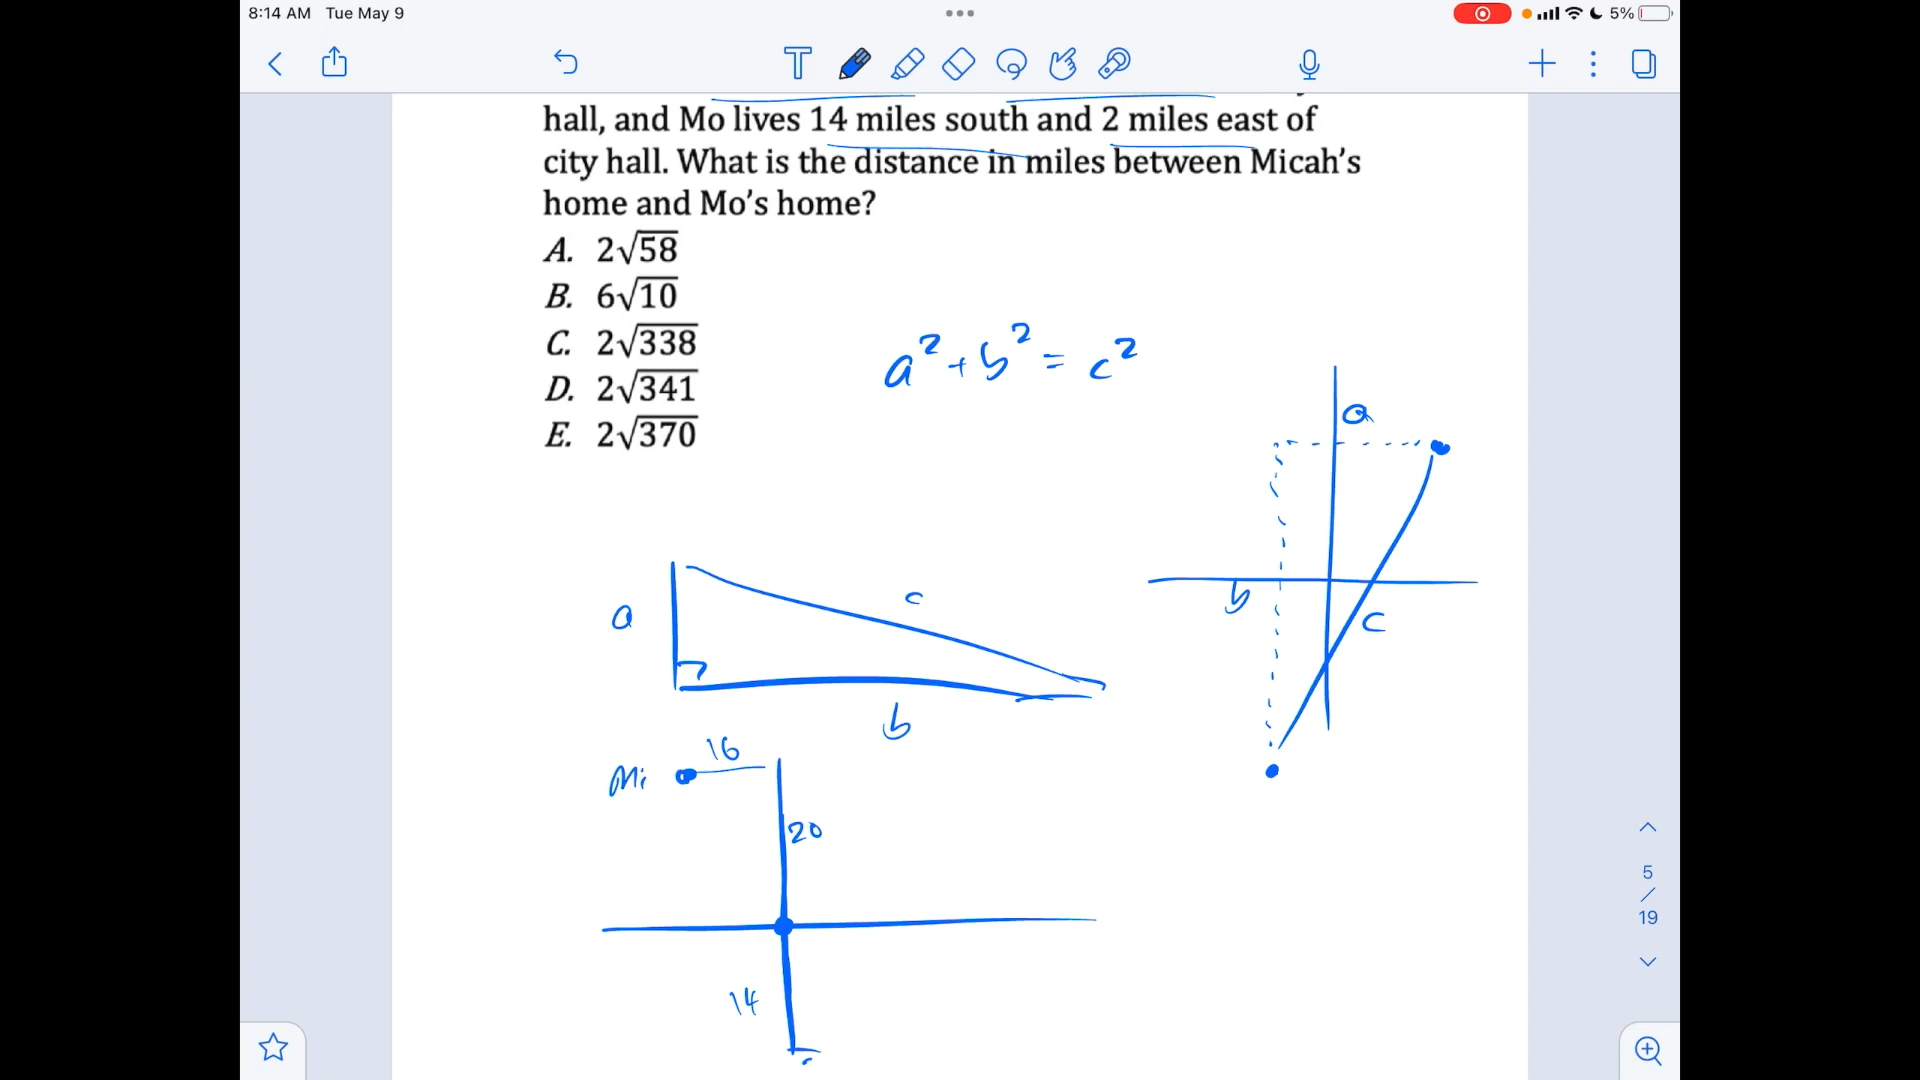 8:14 AM Tue May 9
5%
hall, and Mo lives 14 miles south and 2 miles east of
city hall. What is the distance in miles between Micah's
home and Mo's home?
A. 2√58
B. 6√10
C. 2√338
D. 2√341
E. 2√370
a² + b² = c²
a
b
c
a
c
b
Mi
16
20
14
5
/
19